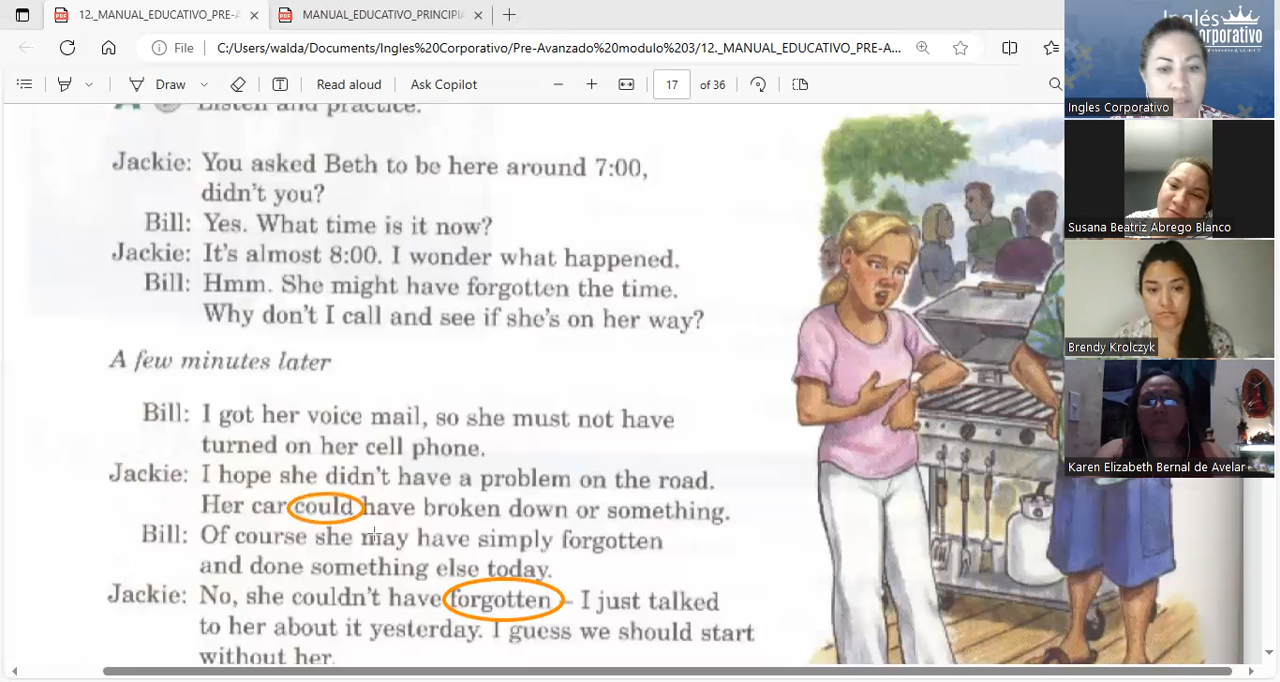 12._MANUAL_EDUCATIVO_PRE-A
MANUAL_EDUCATIVO_PRINCIPIA
File
C:/Users/walda/Documents/Ingles%20Corporativo/Pre-Avanzado%20modulo%203/12._MANUAL_EDUCATIVO_PRE-A...
Draw
Read aloud
Ask Copilot
17 of 36
Listen and practice.
Jackie: You asked Beth to be here around 7:00,
didn't you?
Bill: Yes. What time is it now?
Jackie: It's almost 8:00. I wonder what happened.
Bill: Hmm. She might have forgotten the time.
Why don't I call and see if she's on her way?
A few minutes later
Bill: I got her voice mail, so she must not have
turned on her cell phone.
Jackie: I hope she didn't have a problem on the road.
Her car could have broken down or something.
Bill: Of course she may have simply forgotten
and done something else today.
Jackie: No, she couldn't have forgotten – I just talked
to her about it yesterday. I guess we should start
without her.
Inglés
Corporativo
Ingles Corporativo
Susana Beatriz Abrego Blanco
Brendy Krolczyk
Karen Elizabeth Bernal de Avelar